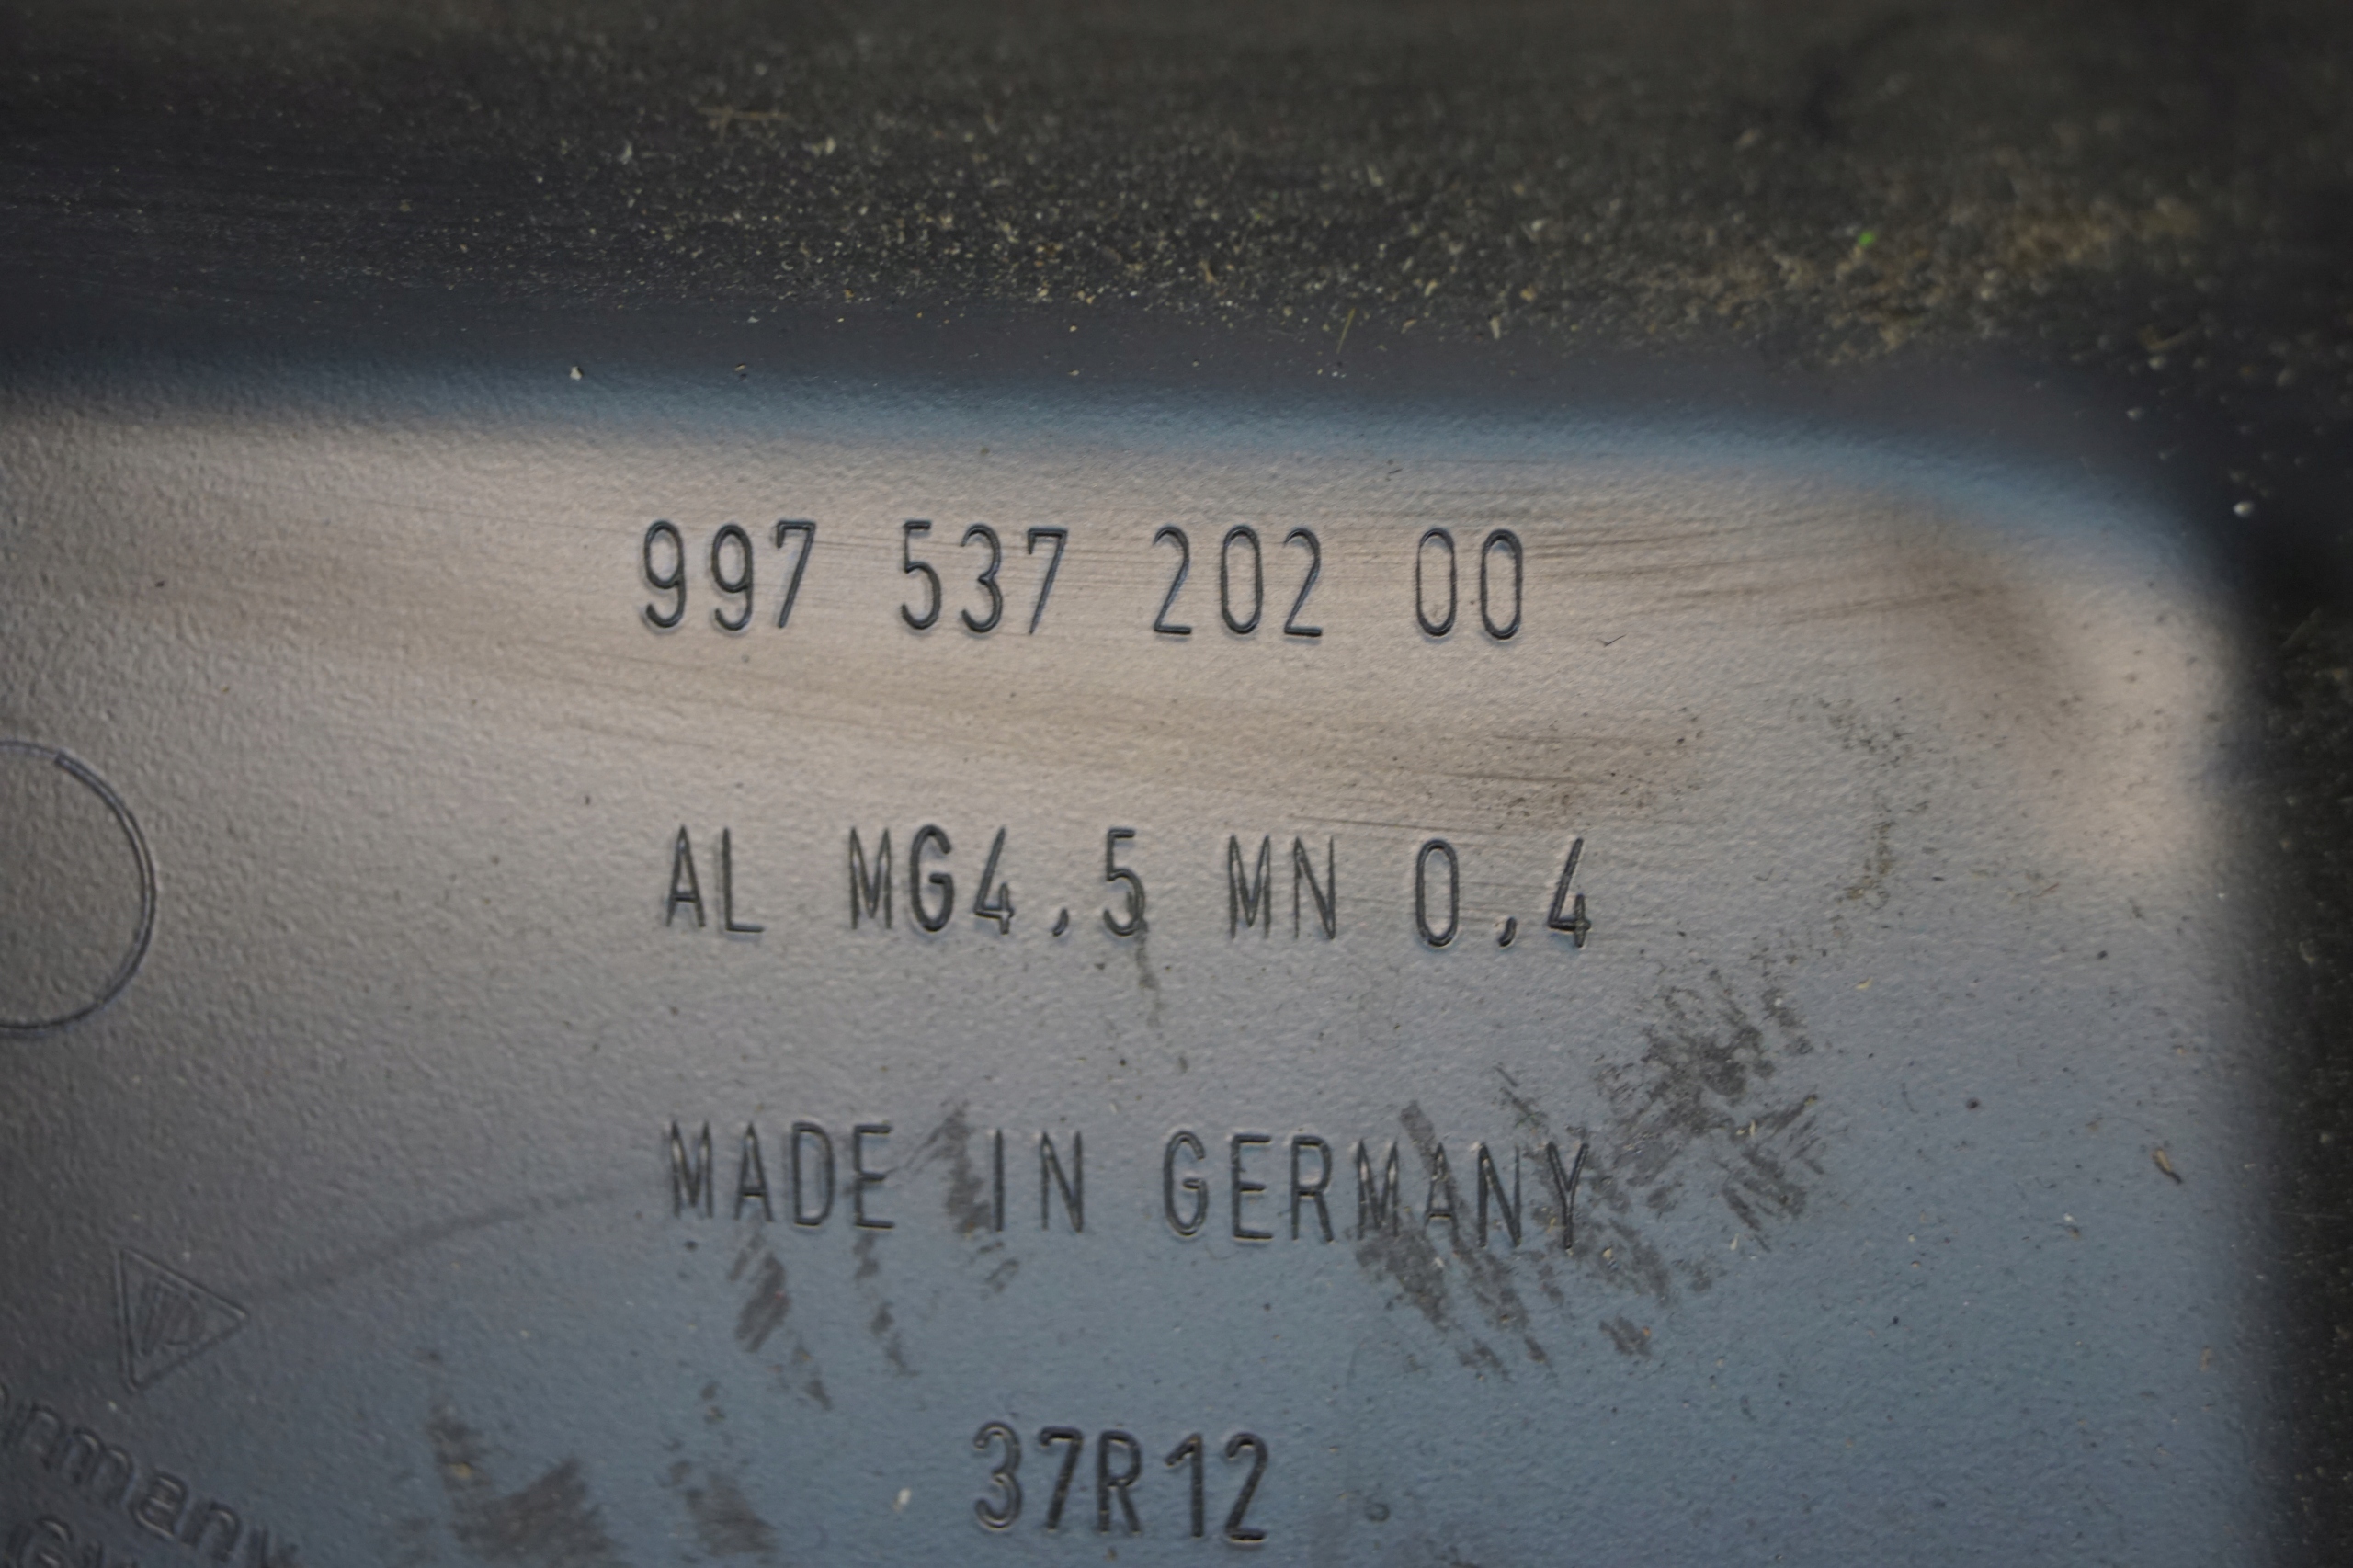 997 537 202 00
AL MG4,5 MN 0,4
MADE IN GERMANY
37R12